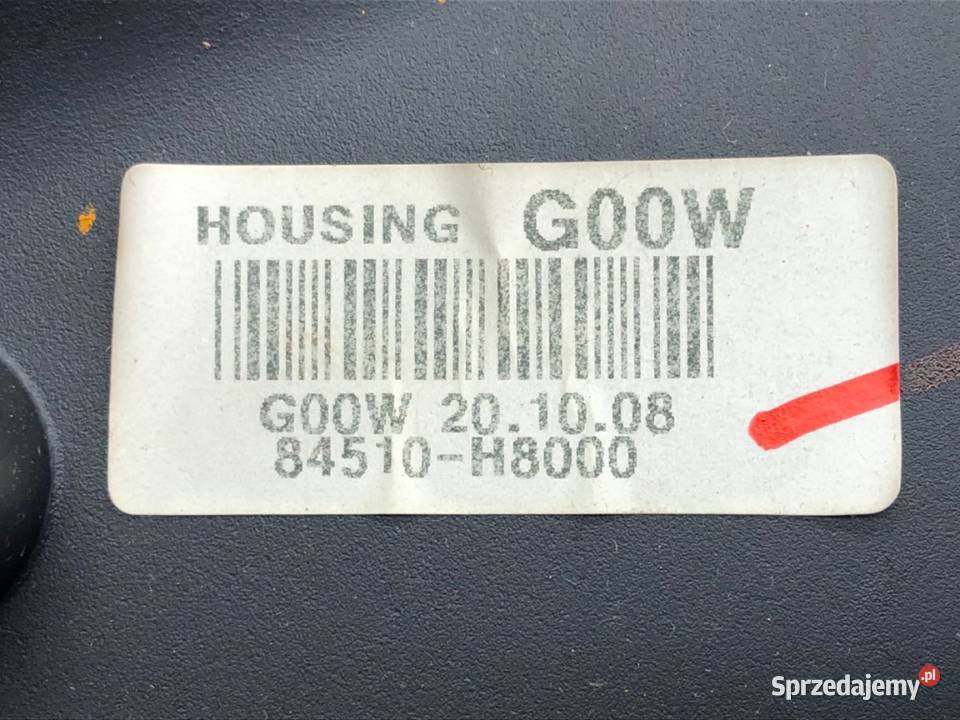 HOUSING G00W
G00W 20.10.08
84510-H8000
Sprzedajemy.pl